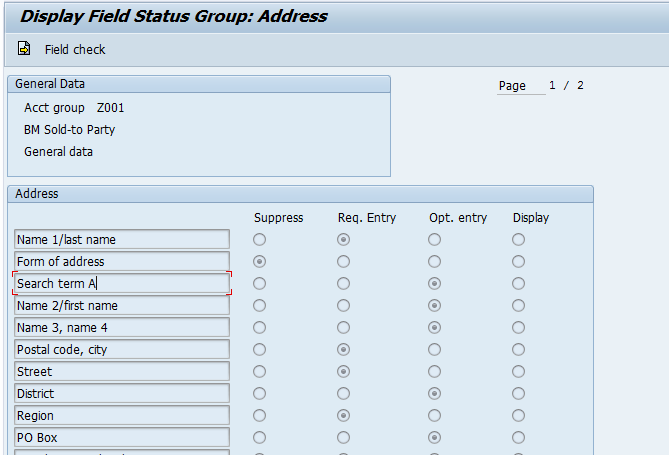 Display Field Status Group: Address
Field check
General Data
Acct group Z001
BM Sold-to Party
General data
Page 1 / 2
Address
Suppress Req. Entry Opt. entry Display
Name 1/last name
Form of address
Search term A
Name 2/first name
Name 3, name 4
Postal code, city
Street
District
Region
PO Box